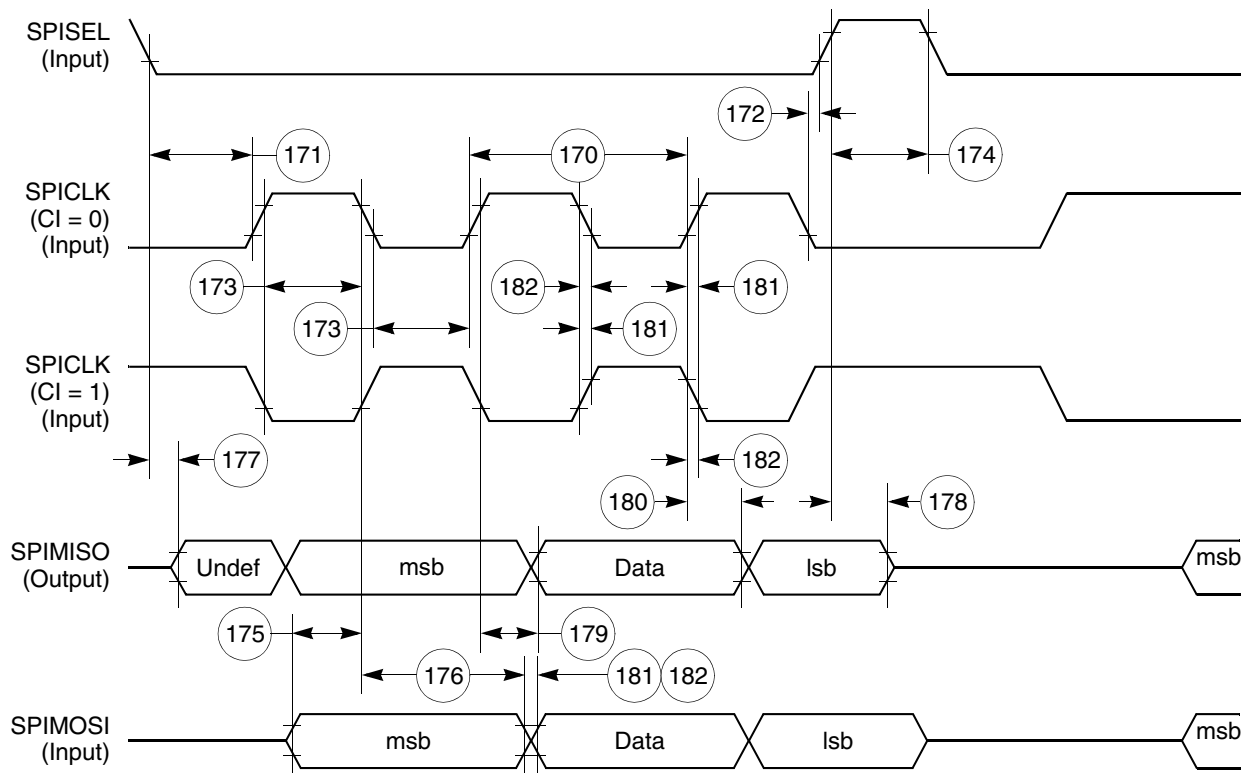 SPISEL
(Input)
172
171
170
174
SPICLK
(CI = 0)
(Input)
173
182
181
173
181
SPICLK
(CI = 1)
(Input)
177
182
180
178
SPIMISO
(Output)
Undef
msb
Data
lsb
msb
175
179
176
181
182
SPIMOSI
(Input)
msb
Data
lsb
msb